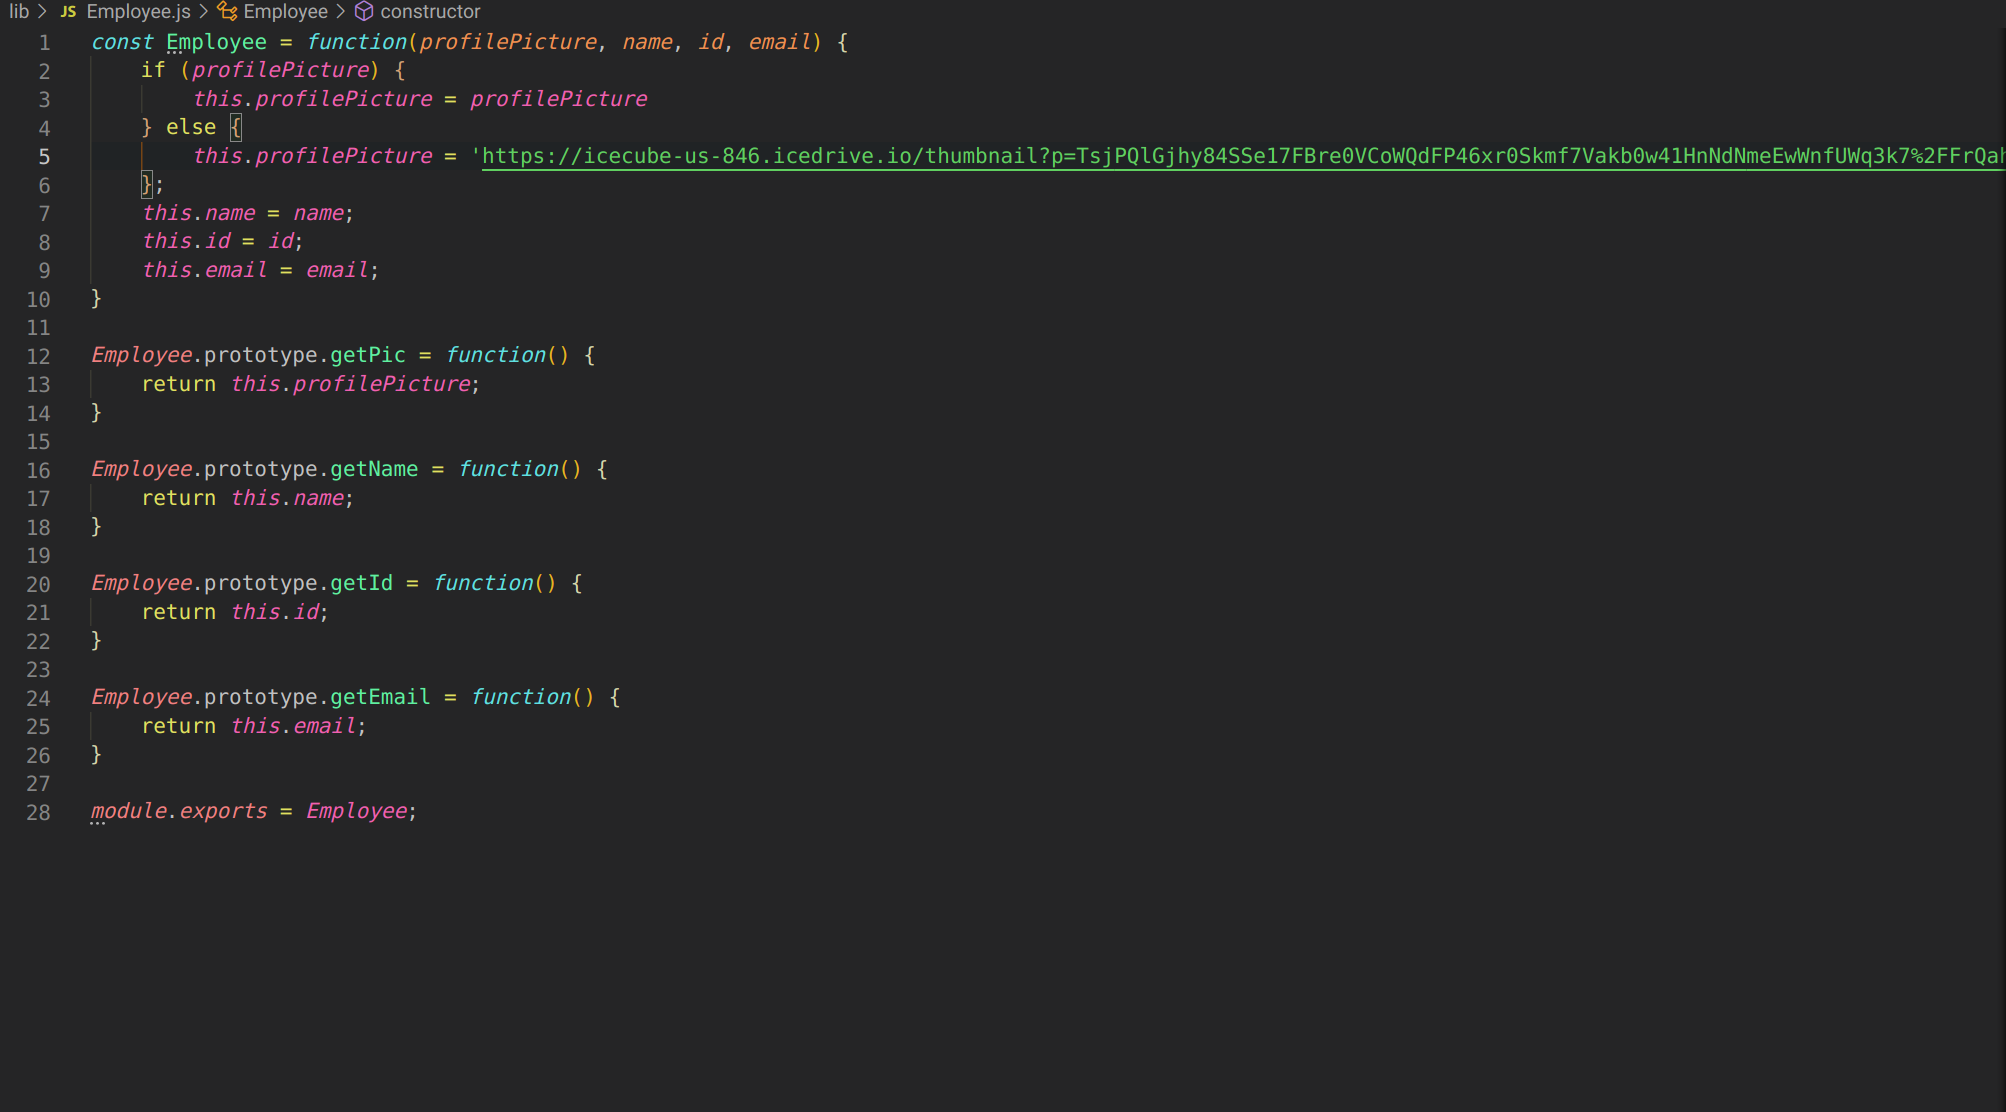 lib > JS Employee.js > Employee > constructor
1 const Employee = function(profilePicture, name, id, email) {
2 if (profilePicture) {
3 this.profilePicture = profilePicture
4 } else {
5 this.profilePicture = 'https://icecube-us-846.icedrive.io/thumbnail?p=TsjPQlGjhy84SSe17FBre0VCoWQdFP46xr0Skmf7Vakb0w41HnNdNmeEwWnfUWq3k7%2FFrQah
6 };
7 this.name = name;
8 this.id = id;
9 this.email = email;
10 }
11
12 Employee.prototype.getPic = function() {
13 return this.profilePicture;
14 }
15
16 Employee.prototype.getName = function() {
17 return this.name;
18 }
19
20 Employee.prototype.getId = function() {
21 return this.id;
22 }
23
24 Employee.prototype.getEmail = function() {
25 return this.email;
26 }
27
28 module.exports = Employee;